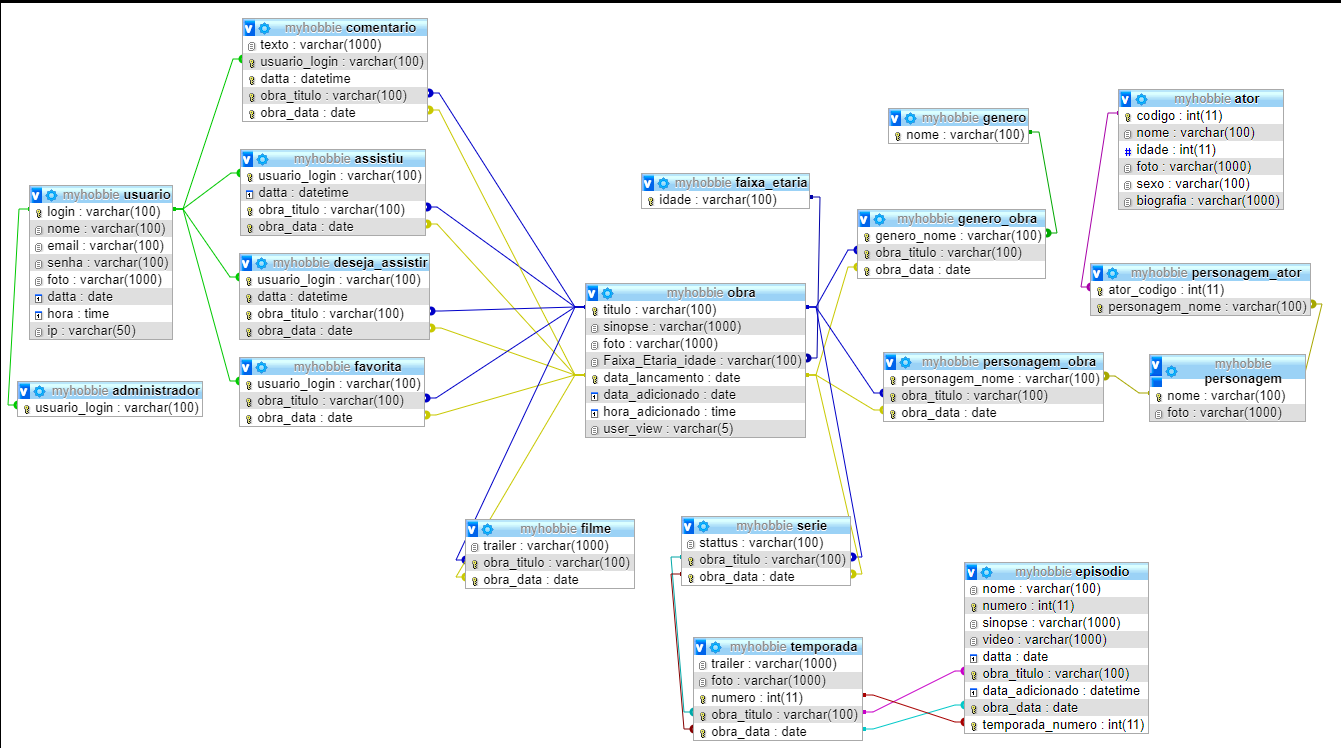 myhobbie comentario
texto : varchar(1000)
usuario_login : varchar(100)
datta : datetime
obra_titulo : varchar(100)
obra_data : date
myhobbie assistiu
usuario_login : varchar(100)
datta : datetime
obra_titulo : varchar(100)
obra_data : date
myhobbie usuario
login : varchar(100)
nome : varchar(100)
email : varchar(100)
senha : varchar(100)
foto : varchar(1000)
datta : date
hora : time
ip : varchar(50)
myhobbie deseja_assistir
usuario_login : varchar(100)
datta : datetime
obra_titulo : varchar(100)
obra_data : date
myhobbie favorita
usuario_login : varchar(100)
obra_titulo : varchar(100)
obra_data : date
myhobbie administrador
usuario_login : varchar(100)
myhobbie faixa_etaria
idade : varchar(100)
myhobbie obra
titulo : varchar(100)
sinopse : varchar(1000)
foto : varchar(1000)
Faixa_Etaria_idade : varchar(100)
data_lancamento : date
data_adicionado : date
hora_adicionado : time
user_view : varchar(5)
myhobbie genero
nome : varchar(100)
myhobbie genero_obra
genero_nome : varchar(100)
obra_titulo : varchar(100)
obra_data : date
myhobbie ator
codigo : int(11)
nome : varchar(100)
idade : int(11)
foto : varchar(1000)
sexo : varchar(100)
biografia : varchar(1000)
myhobbie personagem_ator
ator_codigo : int(11)
personagem_nome : varchar(100)
myhobbie personagem_obra
personagem_nome : varchar(100)
obra_titulo : varchar(100)
obra_data : date
myhobbie
personagem
nome : varchar(100)
foto : varchar(1000)
myhobbie filme
trailer : varchar(1000)
obra_titulo : varchar(100)
obra_data : date
myhobbie serie
stattus : varchar(100)
obra_titulo : varchar(100)
obra_data : date
myhobbie temporada
trailer : varchar(1000)
foto : varchar(1000)
numero : int(11)
obra_titulo : varchar(100)
obra_data : date
myhobbie episodio
nome : varchar(100)
numero : int(11)
sinopse : varchar(1000)
video : varchar(1000)
datta : date
obra_titulo : varchar(100)
data_adicionado : datetime
obra_data : date
temporada_numero : int(11)